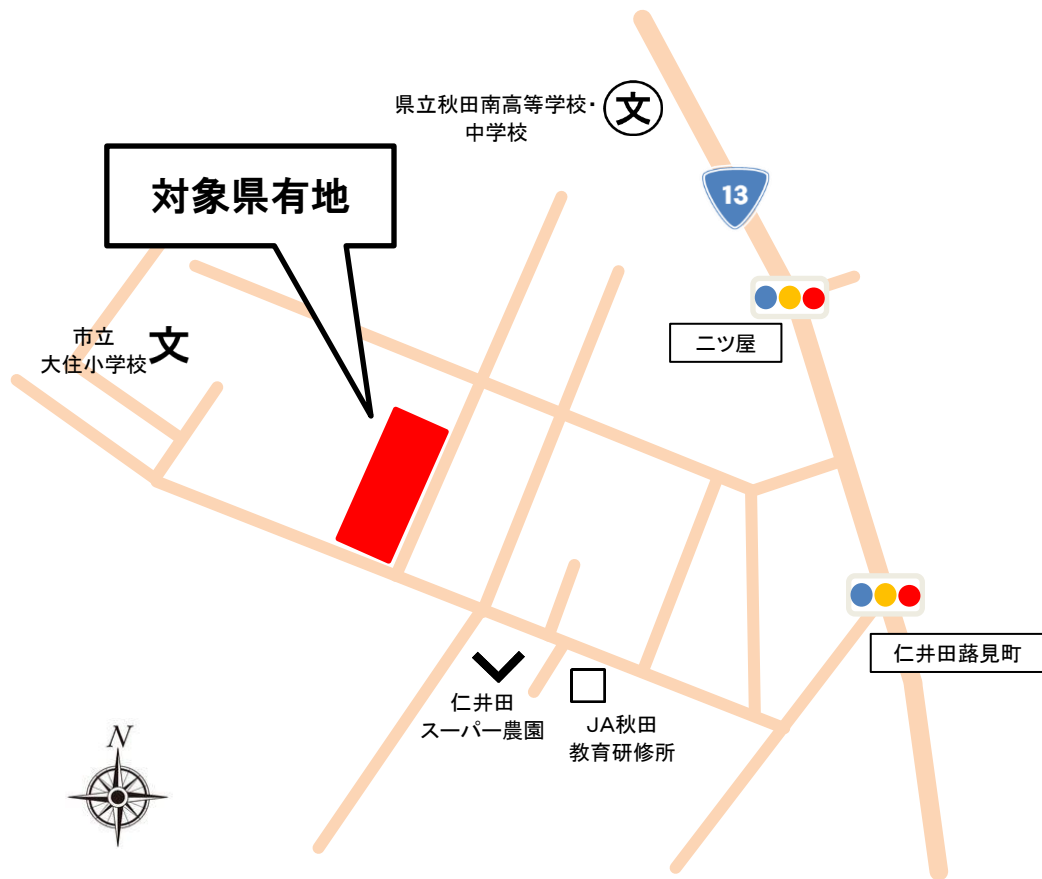 県立秋田南高等学校・
中学校
文
対象県有地
13
市立
大住小学校
文
二ツ屋
仁井田蕗見町
仁井田
スーパー農園
JA秋田
教育研修所
N